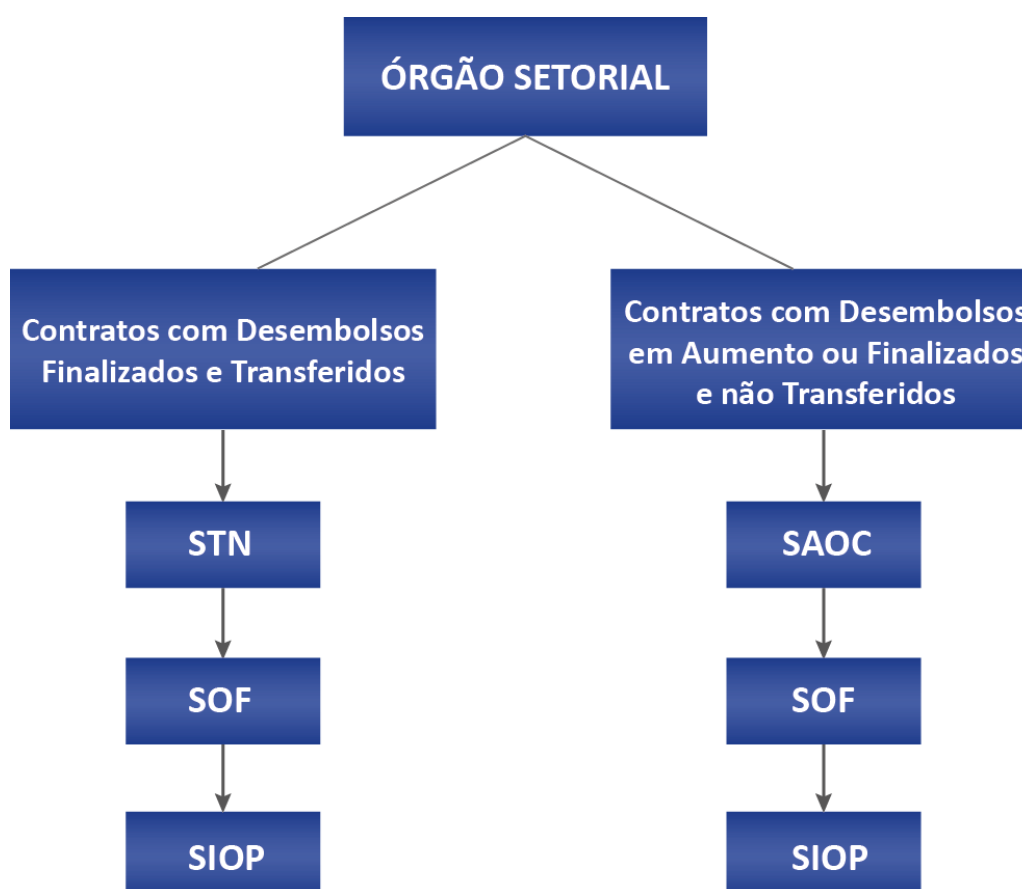 ÓRGÃO SETORIAL
Contratos com Desembolsos
Finalizados e Transferidos
Contratos com Desembolsos
em Aumento ou Finalizados
e não Transferidos
STN
SAOC
SOF
SOF
SIOP
SIOP